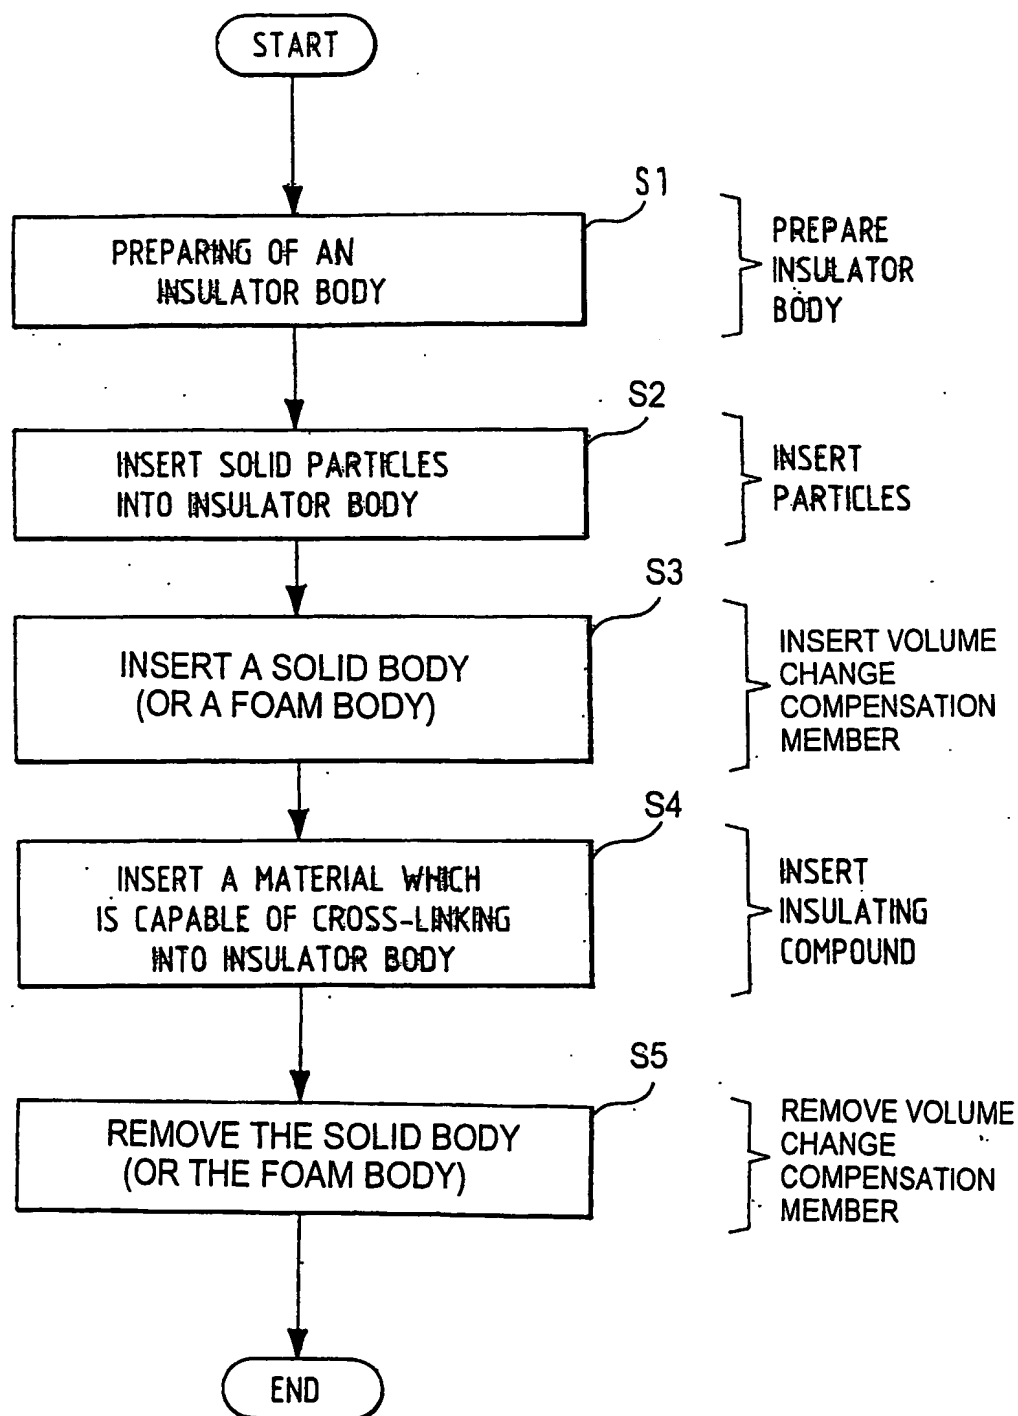 START
S1
PREPARING OF AN
INSULATOR BODY
PREPARE
INSULATOR
BODY
S2
INSERT SOLID PARTICLES
INTO INSULATOR BODY
INSERT
PARTICLES
S3
INSERT A SOLID BODY
(OR A FOAM BODY)
INSERT VOLUME
CHANGE
COMPENSATION
MEMBER
S4
INSERT A MATERIAL WHICH
IS CAPABLE OF CROSS-LINKING
INTO INSULATOR BODY
INSERT
INSULATING
COMPOUND
S5
REMOVE THE SOLID BODY
(OR THE FOAM BODY)
REMOVE VOLUME
CHANGE
COMPENSATION
MEMBER
END